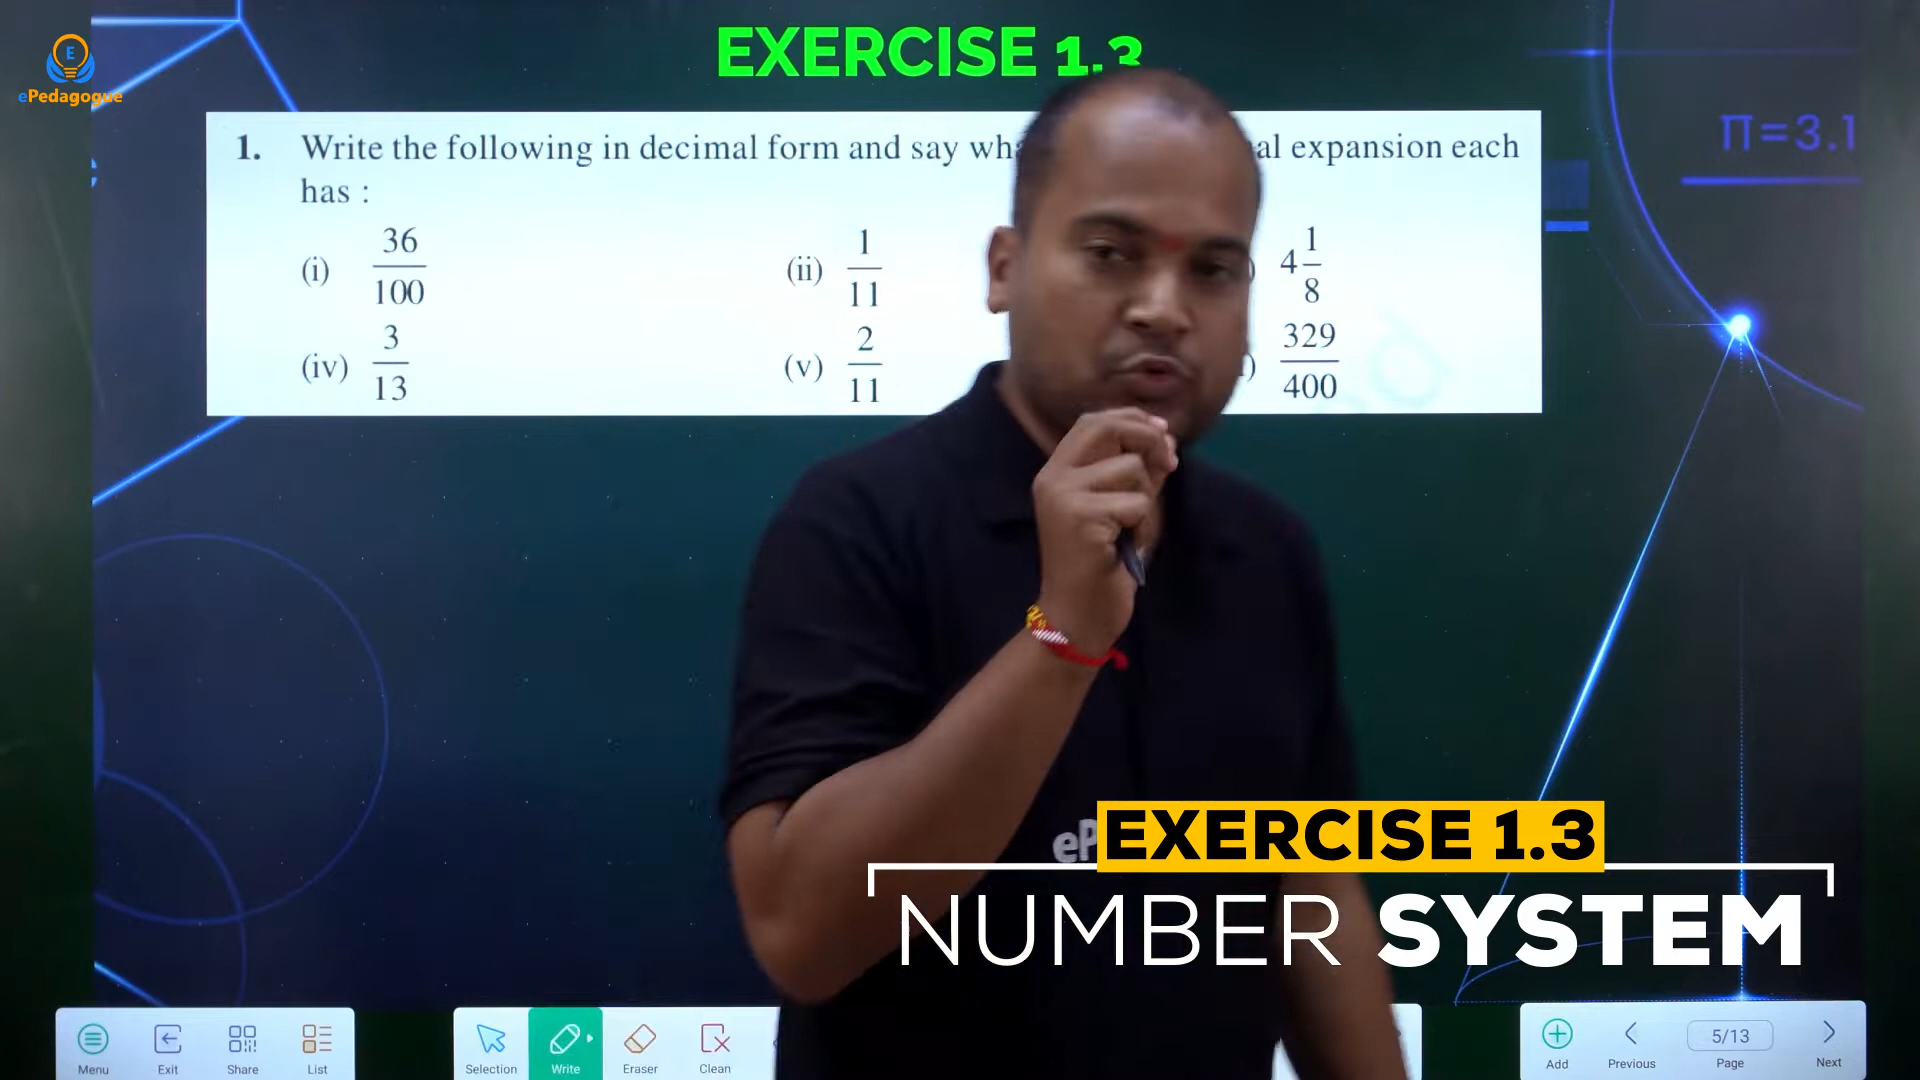 EXERCISE 1.3
E
ePedagogue
Π=3.1
1. Write the following in decimal form and say expansion each
has :
(i) 36/100 (ii) 1/11 4 1/8
(iv) 3/13 (v) 2/11 329/400
EXERCISE 1.3
NUMBER SYSTEM
Menu Exit Share List Selection Write Eraser Clean Add Previous 5/13 Page Next